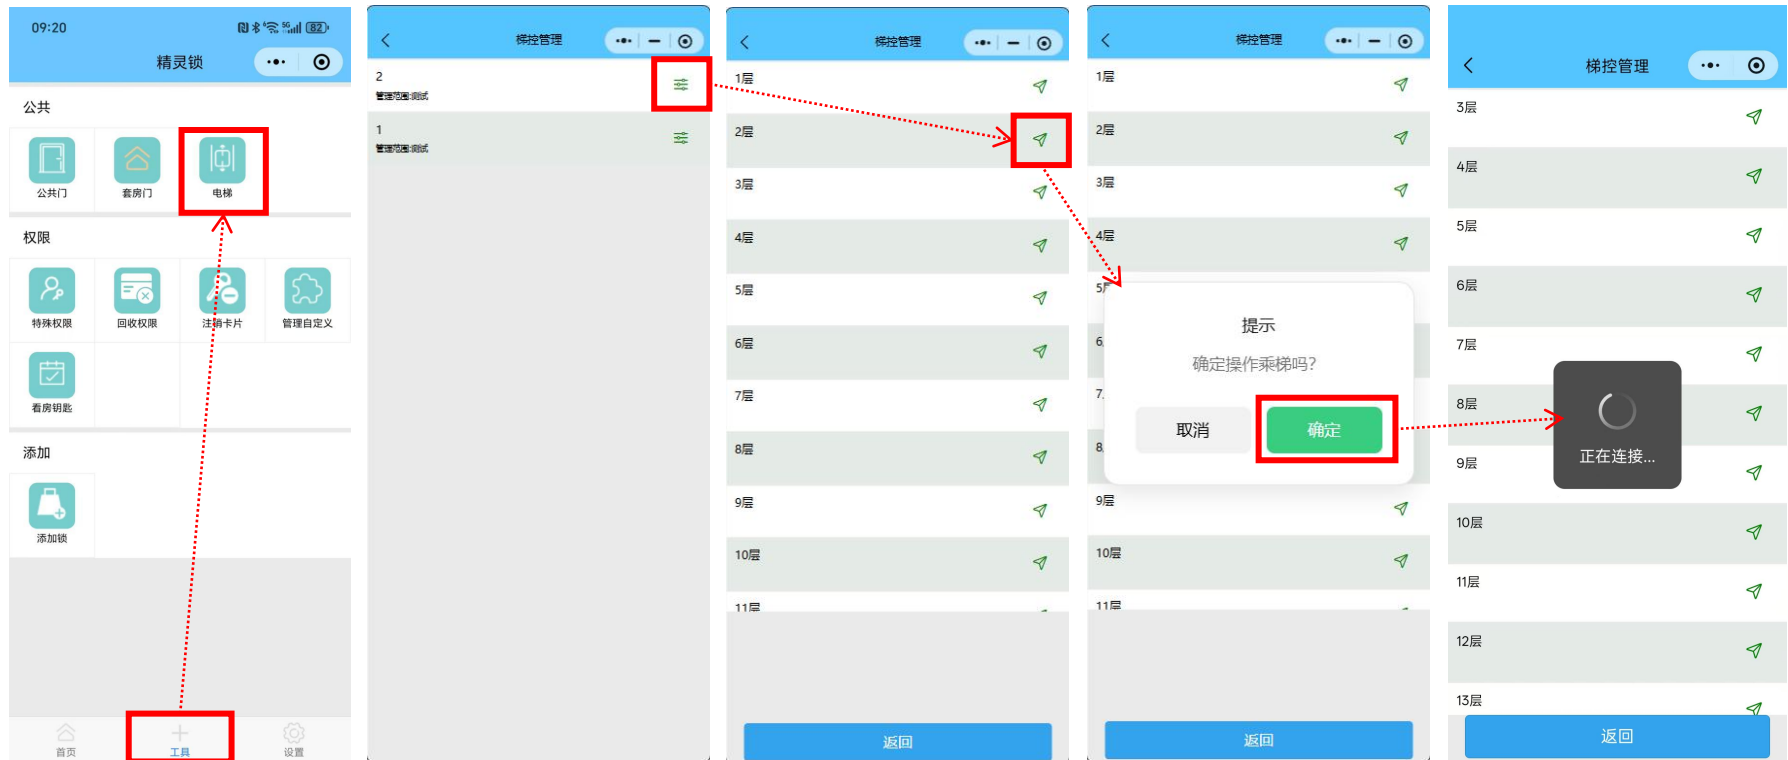 09:20
5G
82
精灵锁
公共
公共门
套房门
电梯
权限
特殊权限
回收权限
注销卡片
管理自定义
看房钥匙
添加
添加锁
首页
工具
设置
梯控管理
2
管理范围:测试
1
管理范围:测试
梯控管理
1层
2层
3层
4层
5层
6层
7层
8层
9层
10层
11层
返回
梯控管理
1层
2层
3层
4层
提示
确定操作乘梯吗?
取消
确定
9层
10层
11层
返回
梯控管理
3层
4层
5层
6层
7层
8层
正在连接...
9层
10层
11层
12层
13层
返回